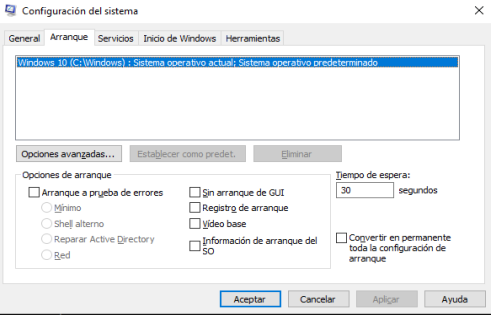 Configuración del sistema
General Arranque Servicios Inicio de Windows Herramientas
Windows 10 (C:\Windows) : Sistema operativo actual; Sistema operativo predeterminado
Opciones avanzadas... Establecer como predet. Eliminar
Opciones de arranque
Arranque a prueba de errores
Mínimo
Shell alterno
Reparar Active Directory
Red
Sin arranque de GUI
Registro de arranque
Vídeo base
Información de arranque del
SO
Tiempo de espera:
30 segundos
Convertir en permanente
toda la configuración de
arranque
Aceptar Cancelar Aplicar Ayuda